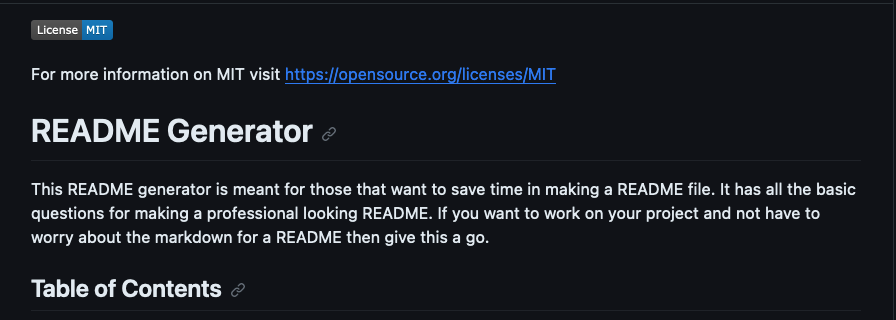 License MIT
For more information on MIT visit https://opensource.org/licenses/MIT
README Generator
This README generator is meant for those that want to save time in making a README file. It has all the basic
questions for making a professional looking README. If you want to work on your project and not have to
worry about the markdown for a README then give this a go.
Table of Contents